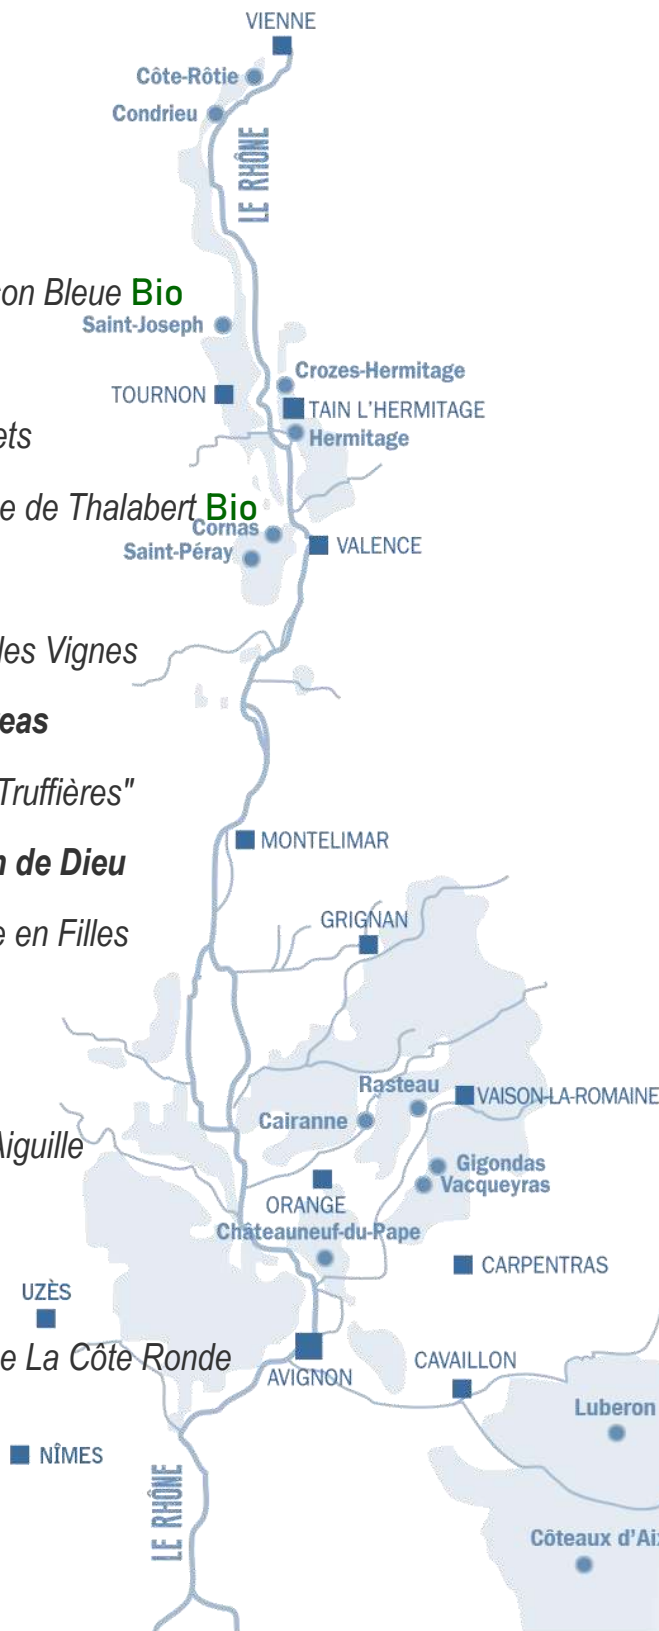 VIENNE
Côte-Rôtie
Condrieu
LE RHÔNE
on Bleue Bio
Saint-Joseph
Crozes-Hermitage
TOURNON
TAIN L'HERMITAGE
ets
Hermitage
e de Thalabert Bio
Cornas
Saint-Péray
VALENCE
les Vignes
eas
Truffières"
MONTELIMAR
n de Dieu
GRIGNAN
e en Filles
Rasteau
VAISON-LA-ROMAINE
Cairanne
Aiguille
Gigondas
Vacqueyras
ORANGE
Châteauneuf-du-Pape
CARPENTRAS
UZÈS
e La Côte Ronde
AVIGNON
CAVAILLON
Luberon
NÎMES
LE RHÔNE
Côteaux d'Aix